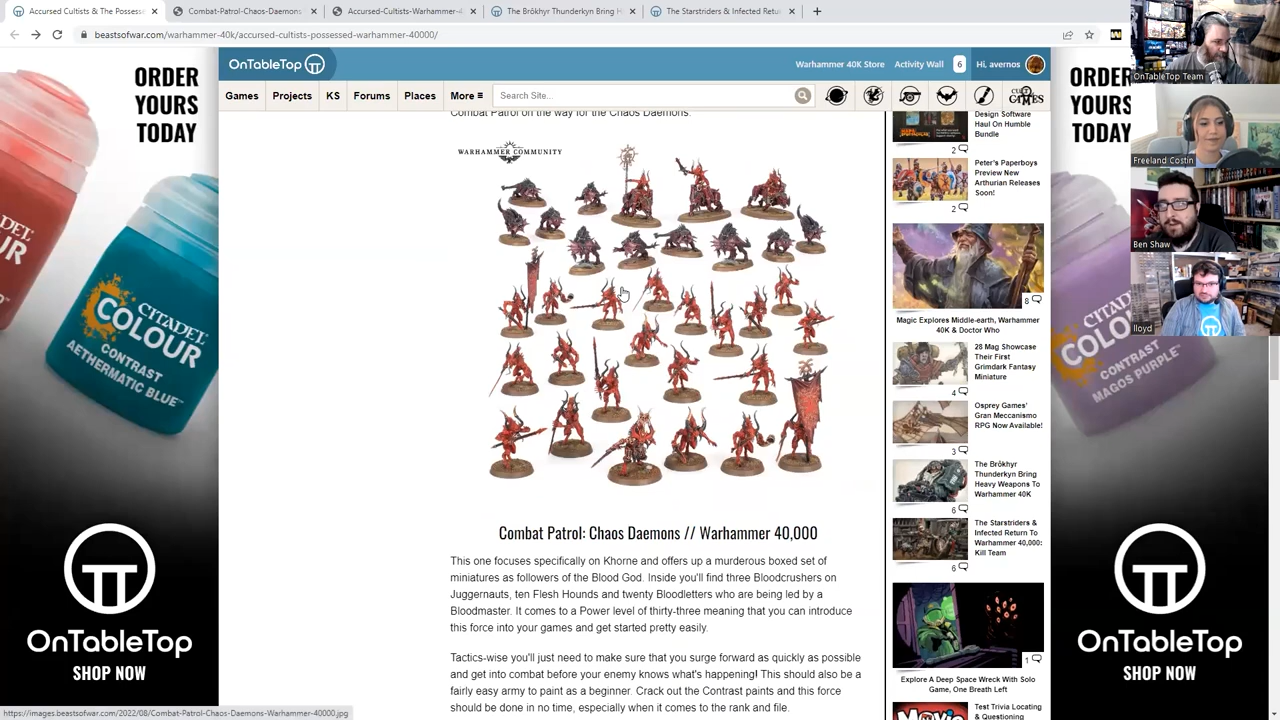 Accursed Cultists & The Posses
Combat-Patrol-Chaos-Daemons
Accursed-Cultists-Warhammer-4
The Brôkhyr Thunderkyn Bring H
The Starstriders & Infected Retu
beastsofwar.com/warhammer-40k/accursed-cultists-possessed-warhammer-40000/
OnTableTop
Warhammer 40K Store
Activity Wall
6
Hi, avernos
Games
Projects
KS
Forums
Places
More
Search Site...
GAMES
OnTableTop Team
Freeland Costin
Ben Shaw
lloyd
ORDER
YOURS
TODAY
CITADEL
COLOUR
CONTRAST
AETHERMATIC BLUE
OnTableTop
SHOP NOW
Combat Patrol on the way for the Chaos Daemons.
WARHAMMER COMMUNITY
Combat Patrol: Chaos Daemons // Warhammer 40,000
This one focuses specifically on Khorne and offers up a murderous boxed set of
miniatures as followers of the Blood God. Inside you'll find three Bloodcrushers on
Juggernauts, ten Flesh Hounds and twenty Bloodletters who are being led by a
Bloodmaster. It comes to a Power level of thirty-three meaning that you can introduce
this force into your games and get started pretty easily.
Tactics-wise you'll just need to make sure that you surge forward as quickly as possible
and get into combat before your enemy knows what's happening! This should also be a
fairly easy army to paint as a beginner. Crack out the Contrast paints and this force
should be done in no time, especially when it comes to the rank and file.
Design Software
Haul On Humble
Bundle
2
Peter's Paperboys
Preview New
Arthurian Releases
Soon!
2
8
Magic Explores Middle-earth, Warhammer
40K & Doctor Who
28 Mag Showcase
Their First
Grimdark Fantasy
Miniature
4
Osprey Games'
Gran Meccanismo
RPG Now Available!
3
The Brôkhyr
Thunderkyn Bring
Heavy Weapons To
Warhammer 40K
6
The Starstriders &
Infected Return To
Warhammer 40,000:
Kill Team
6
1
Explore A Deep Space Wreck With Solo
Game, One Breath Left
Test Trivia Locating
& Questioning
ORDER
YOURS
TODAY
COLOUR
CONTRAST
MAGOS PURPLE
OnTableTop
SHOP NOW
https://images.beastsofwar.com/2022/08/Combat-Patrol-Chaos-Daemons-Warhammer-40000.jpg